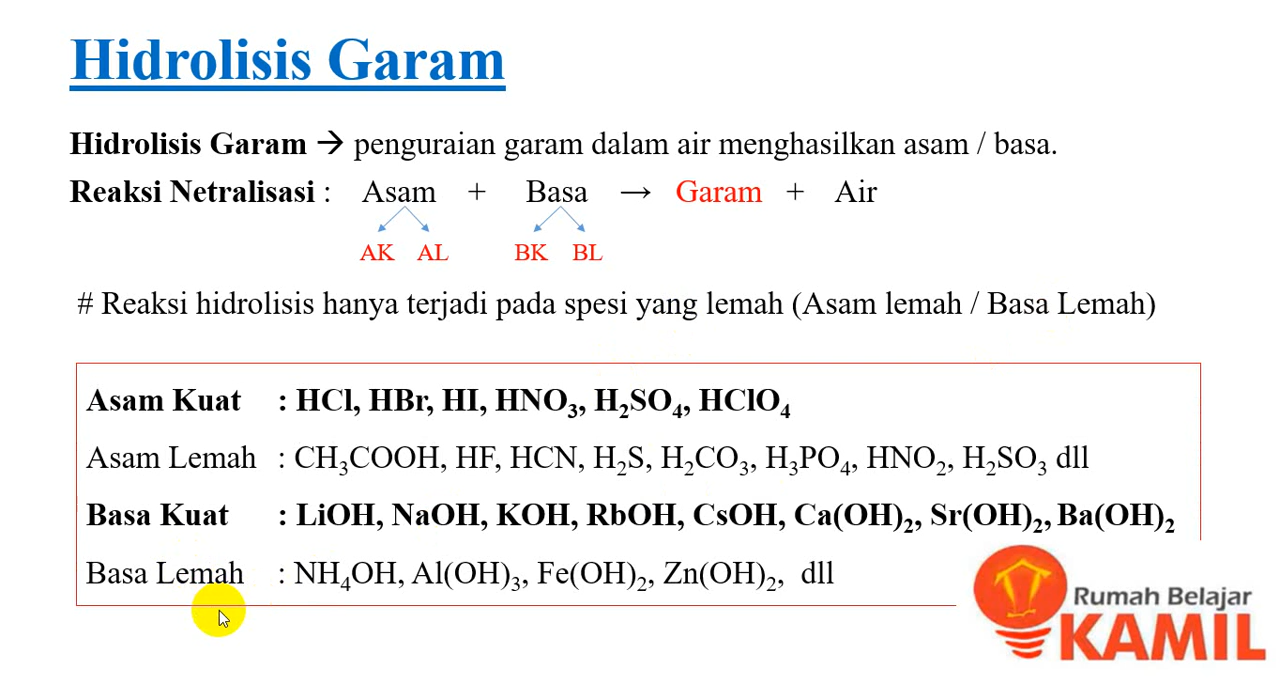 Hidrolisis Garam
Hidrolisis Garam → penguraian garam dalam air menghasilkan asam / basa.
Reaksi Netralisasi : Asam + Basa → Garam + Air
AK AL BK BL
# Reaksi hidrolisis hanya terjadi pada spesi yang lemah (Asam lemah / Basa Lemah)
Asam Kuat : HCl, HBr, HI, HNO₃, H₂SO₄, HClO₄
Asam Lemah : CH₃COOH, HF, HCN, H₂S, H₂CO₃, H₃PO₄, HNO₂, H₂SO₃ dll
Basa Kuat : LiOH, NaOH, KOH, RbOH, CsOH, Ca(OH)₂, Sr(OH)₂, Ba(OH)₂
Basa Lemah : NH₄OH, Al(OH)₃, Fe(OH)₂, Zn(OH)₂, dll
Rumah Belajar
KAMIL